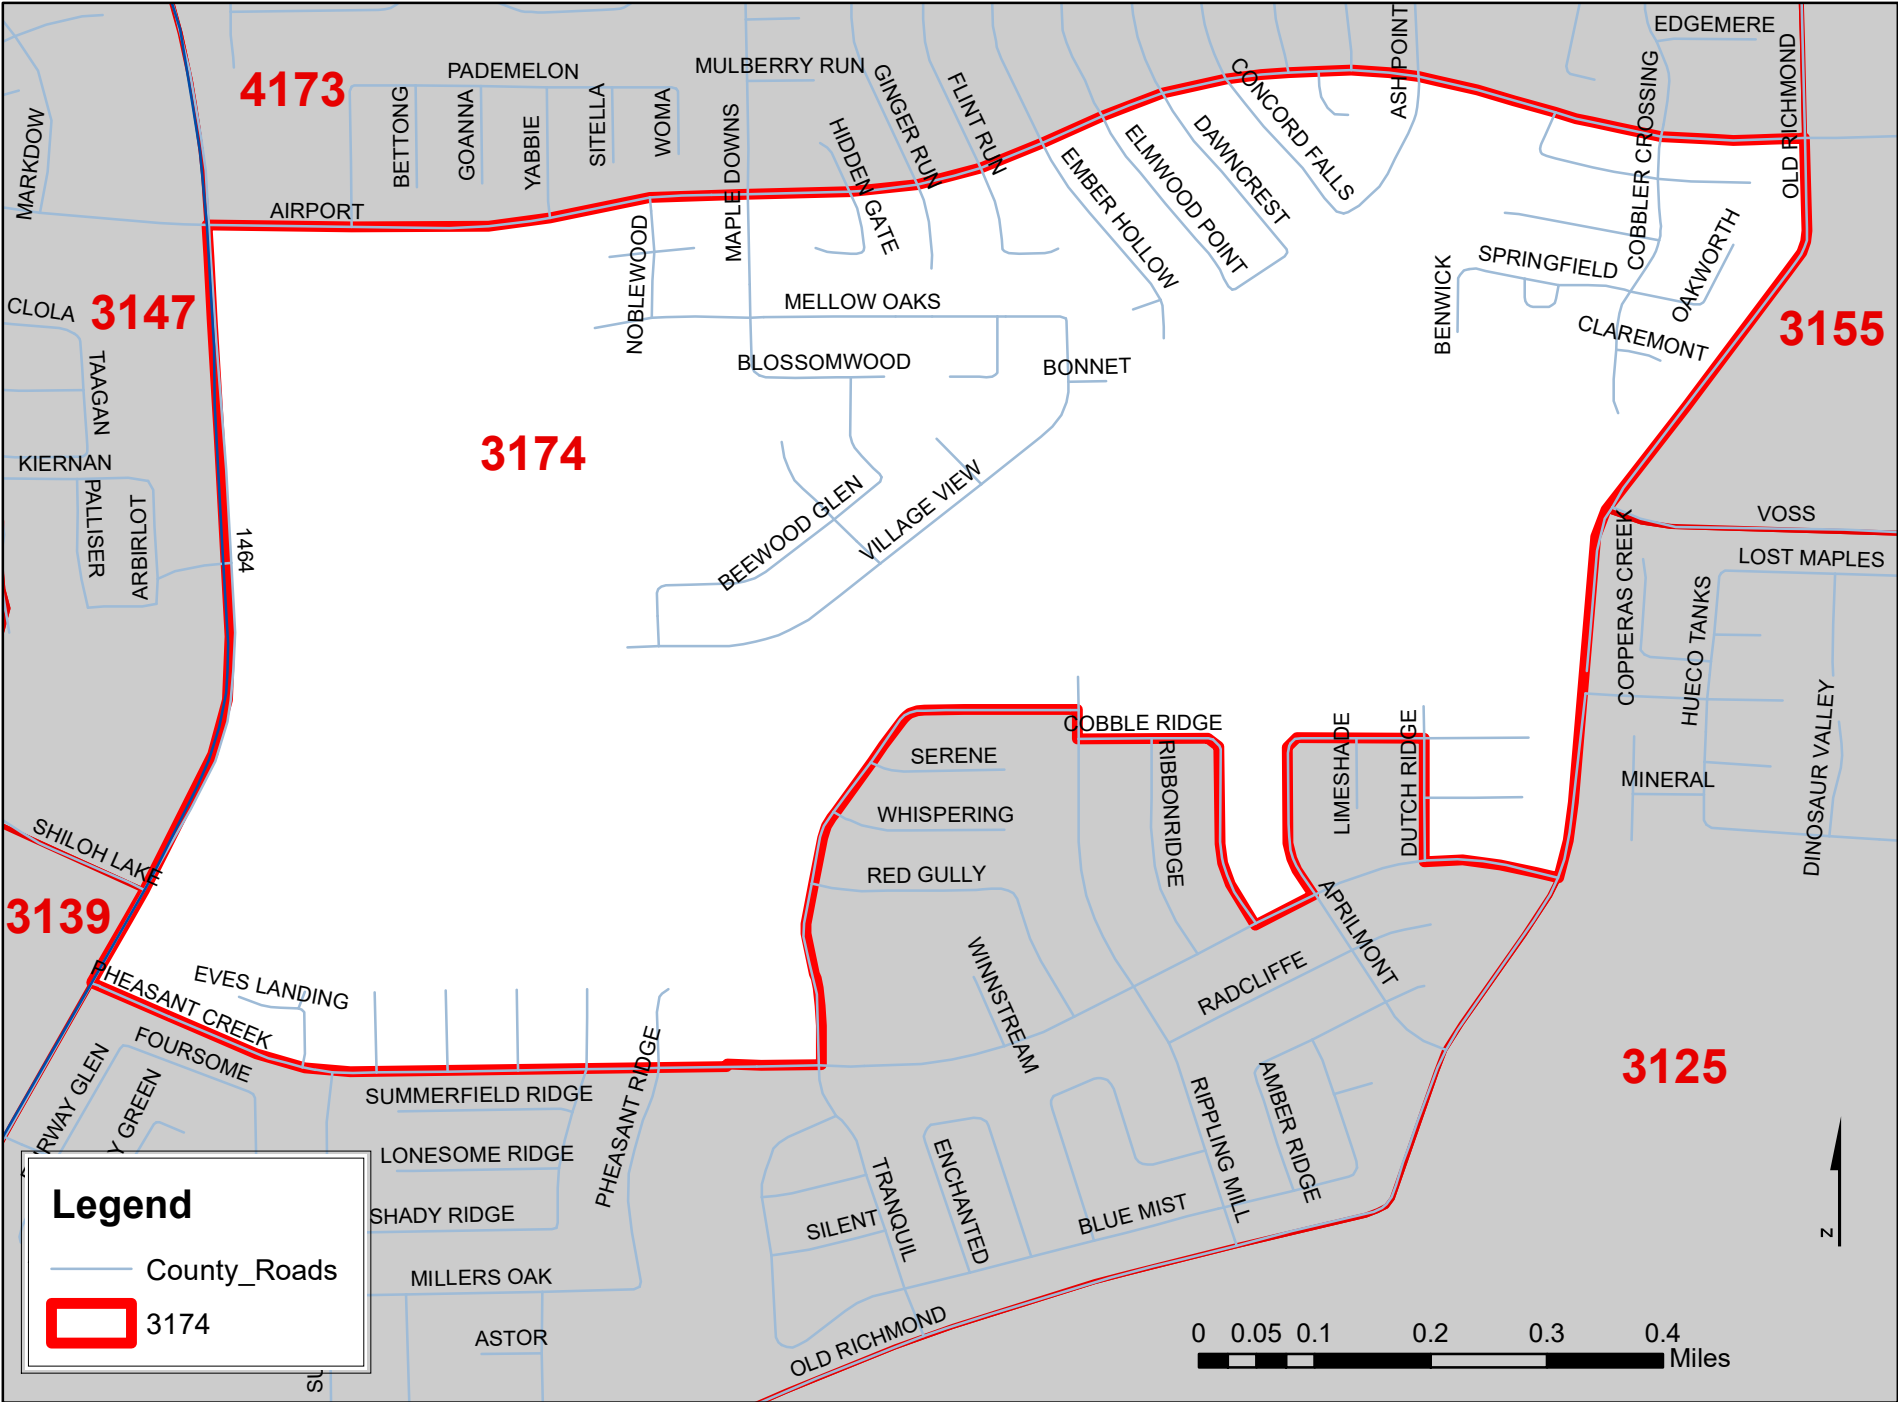 EDGEMERE
ASH POINT
OLD RICHMOND
4173
PADEMELON
MULBERRY RUN
GINGER RUN
FLINT RUN
CONCORD FALLS
COBBLER CROSSING
MARKDOW
BETTONG
GOANNA
YABBIE
SITELLA
WOMA
MAPLE DOWNS
HIDDEN GATE
EMBER HOLLOW
ELMWOOD POINT
DAWNCREST
AIRPORT
NOBLEWOOD
SPRINGFIELD
OAKWORTH
BENWICK
CLOLA
3147
MELLOW OAKS
CLAREMONT
3155
TAAGAN
BLOSSOMWOOD
BONNET
3174
KIERNAN
PALLISER
ARBIRLOT
1464
BEEWOOD GLEN
VILLAGE VIEW
VOSS
COPPERAS CREEK
LOST MAPLES
HUECO TANKS
DINOSAUR VALLEY
MINERAL
COBBLE RIDGE
SERENE
RIBBONRIDGE
LIMESHADE
DUTCH RIDGE
WHISPERING
SHILOH LAKE
RED GULLY
3139
APRILMONT
WINNSTREAM
RADCLIFFE
EVES LANDING
PHEASANT CREEK
FOURSOME
PHEASANT RIDGE
3125
RWAY GLEN
Y GREEN
SUMMERFIELD RIDGE
LONESOME RIDGE
SHADY RIDGE
RIPPLING MILL
AMBER RIDGE
TRANQUIL
ENCHANTED
SILENT
BLUE MIST
MILLERS OAK
ASTOR
OLD RICHMOND
SU
Legend
County_Roads
3174
0 0.05 0.1 0.2 0.3 0.4
Miles
N